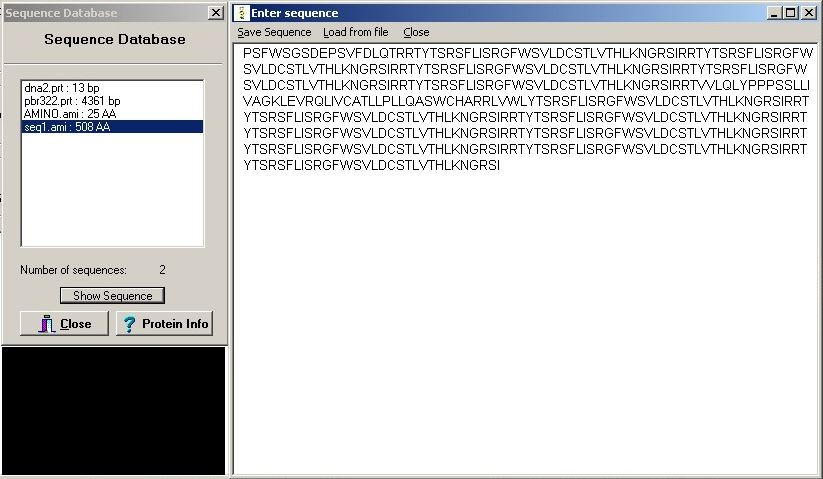 Sequence Database
Sequence Database
dna2.prt : 13 bp
pbr322.prt : 4361 bp
AMINO.ami : 25 AA
seq1.ami : 508 AA
Number of sequences: 2
Show Sequence
Close
Protein Info
Enter sequence
Save Sequence Load from file Close
PSFWSGSDEPSVFDLQTRRTYTSRSFLISRGFWSVLDCSTLVTHLKNGRSIRRTYTSRSFLISRGFW
SVLDCSTLVTHLKNGRSIRRTYTSRSFLISRGFWSVLDCSTLVTHLKNGRSIRRTYTSRSFLISRGFW
SVLDCSTLVTHLKNGRSIRRTYTSRSFLISRGFWSVLDCSTLVTHLKNGRSIRRTVVLQLYPPPSSLLI
VAGKLEVRQLIVCATLLPLLQASWCHARRLVWLYTSRSFLISRGFWSVLDCSTLVTHLKNGRSIRRT
YTSRSFLISRGFWSVLDCSTLVTHLKNGRSIRRTYTSRSFLISRGFWSVLDCSTLVTHLKNGRSIRRT
YTSRSFLISRGFWSVLDCSTLVTHLKNGRSIRRTYTSRSFLISRGFWSVLDCSTLVTHLKNGRSIRRT
YTSRSFLISRGFWSVLDCSTLVTHLKNGRSIRRTYTSRSFLISRGFWSVLDCSTLVTHLKNGRSIRRT
YTSRSFLISRGFWSVLDCSTLVTHLKNGRSI